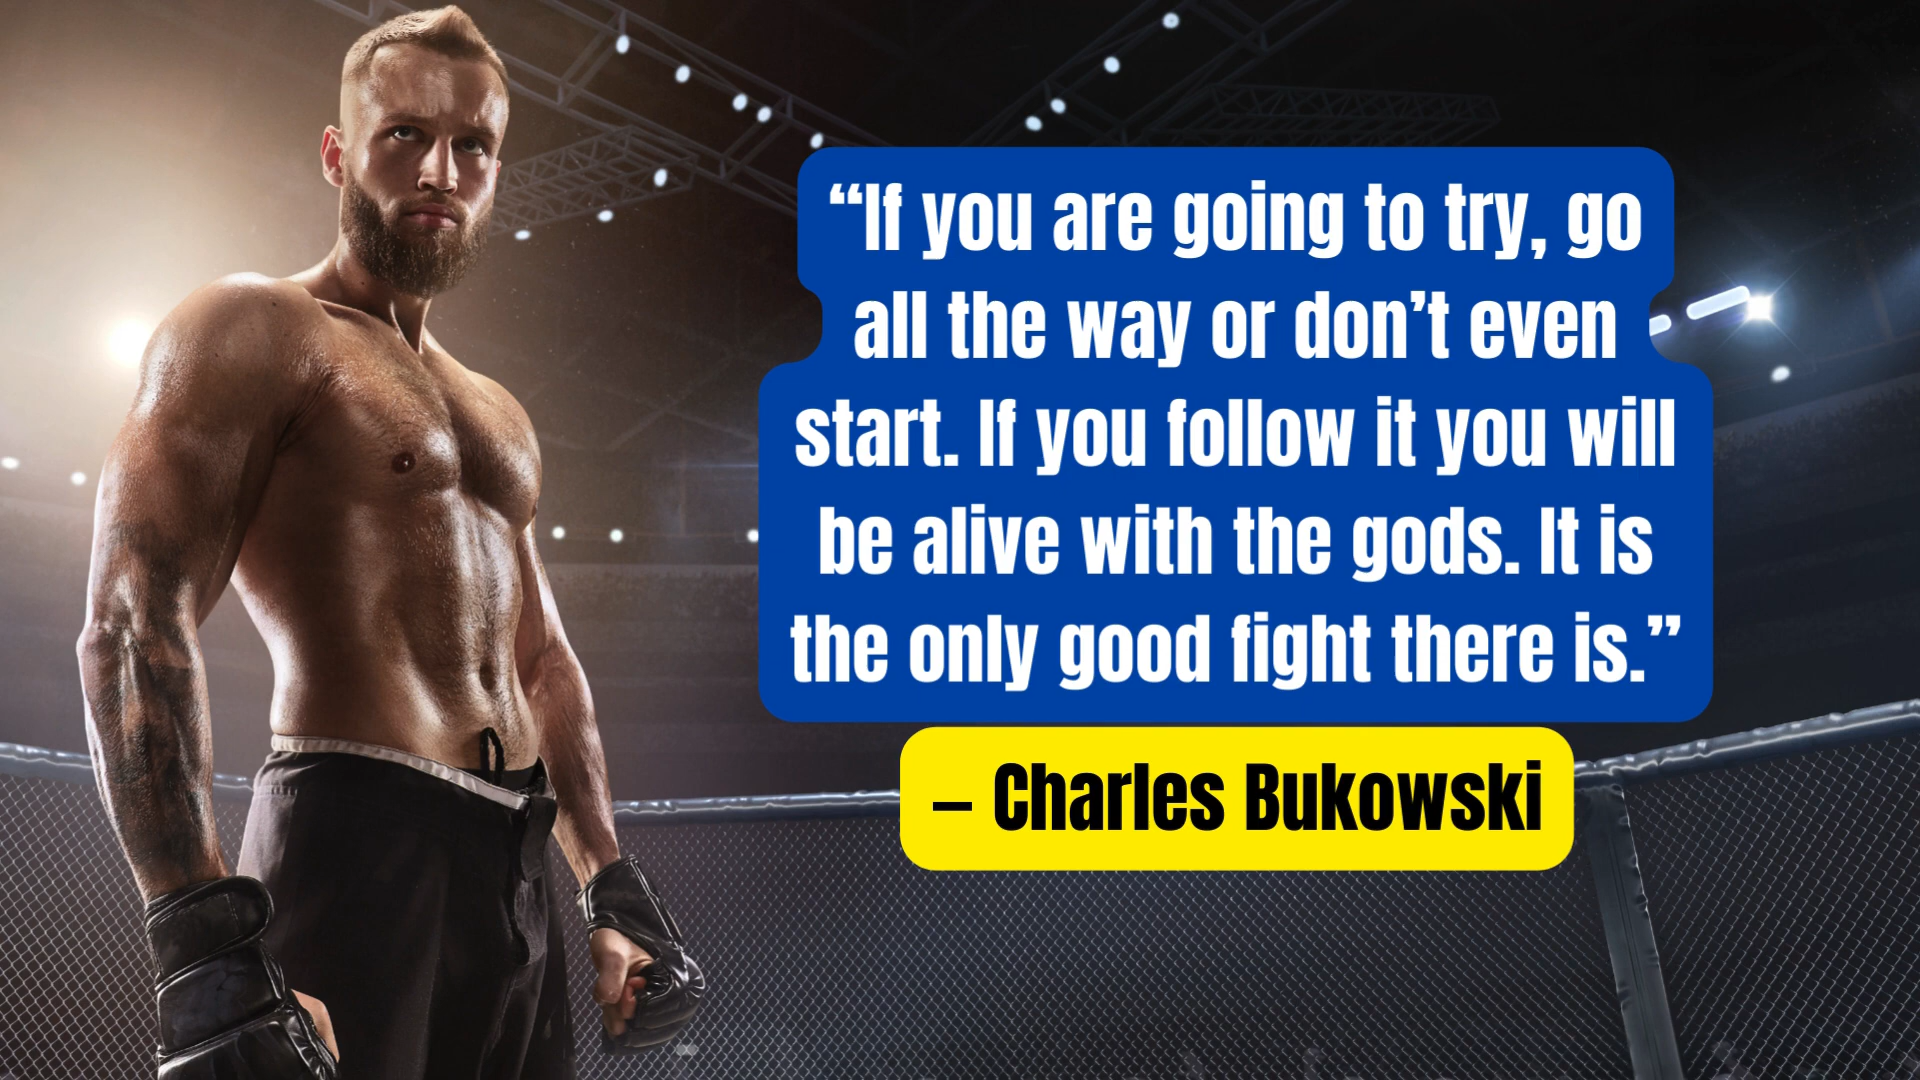 “If you are going to try, go
all the way or don’t even
start. If you follow it you will
be alive with the gods. It is
the only good fight there is.”
– Charles Bukowski